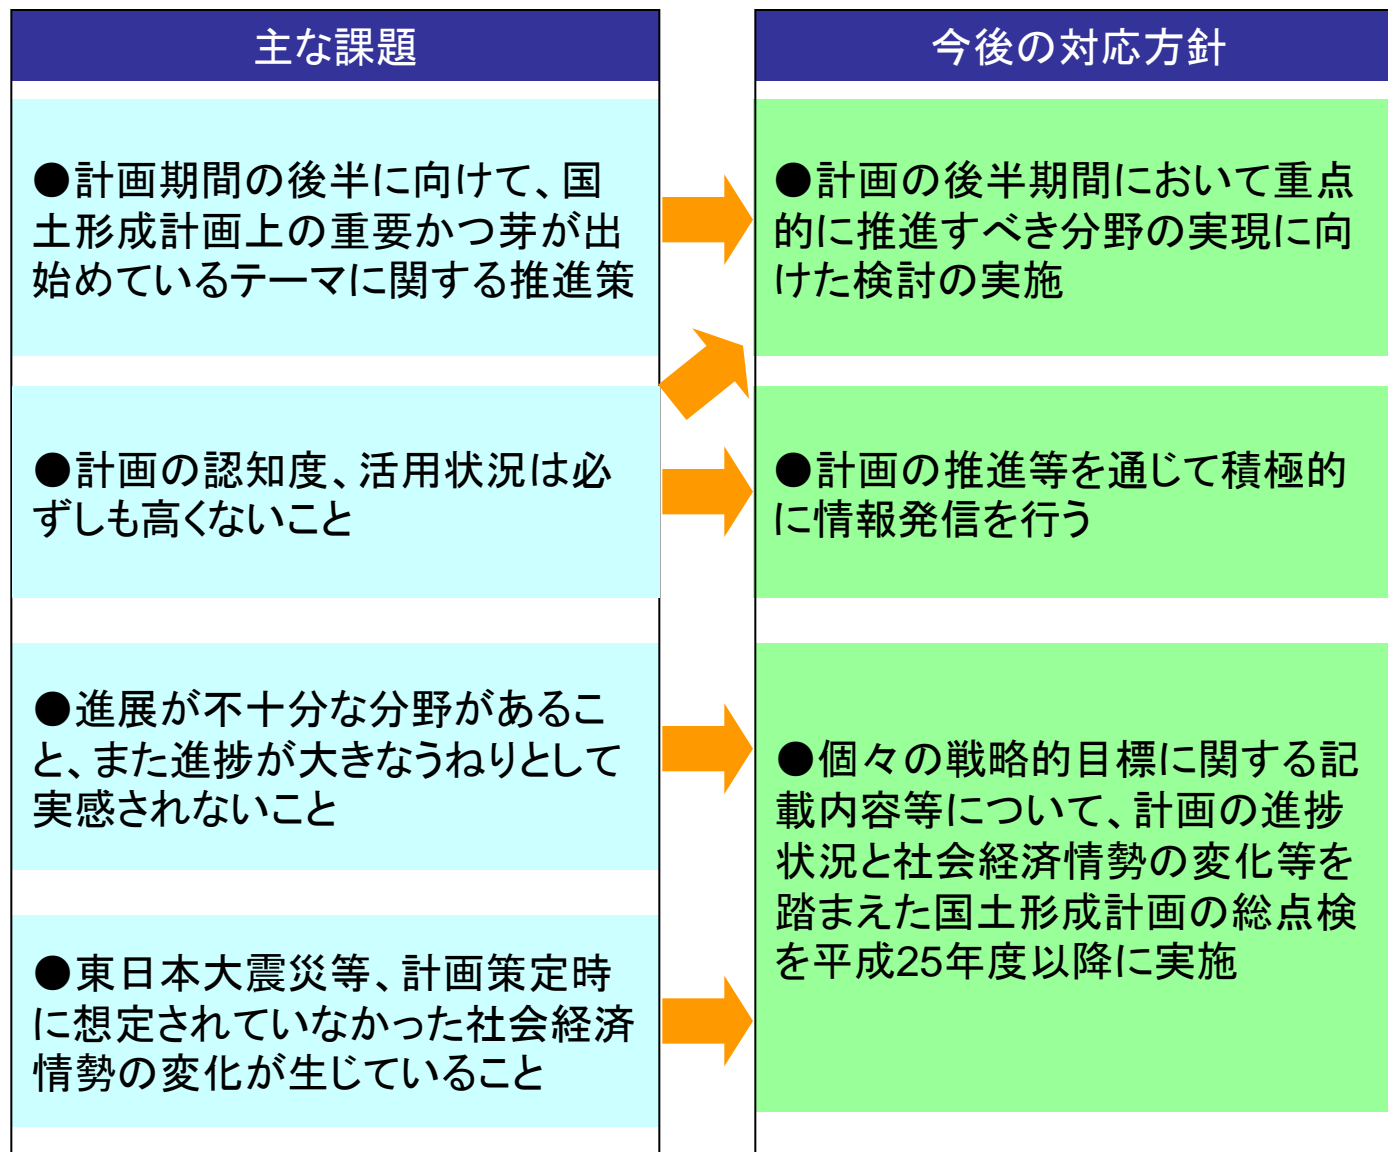 主な課題
●計画期間の後半に向けて、国
土形成計画上の重要かつ芽が出
始めているテーマに関する推進策
●計画の認知度、活用状況は必
ずしも高くないこと
●進展が不十分な分野があるこ
と、また進捗が大きなうねりとして
実感されないこと
●東日本大震災等、計画策定時
に想定されていなかった社会経済
情勢の変化が生じていること
今後の対応方針
●計画の後半期間において重点
的に推進すべき分野の実現に向
けた検討の実施
●計画の推進等を通じて積極的
に情報発信を行う
●個々の戦略的目標に関する記
載内容等について、計画の進捗
状況と社会経済情勢の変化等を
踏まえた国土形成計画の総点検
を平成25年度以降に実施